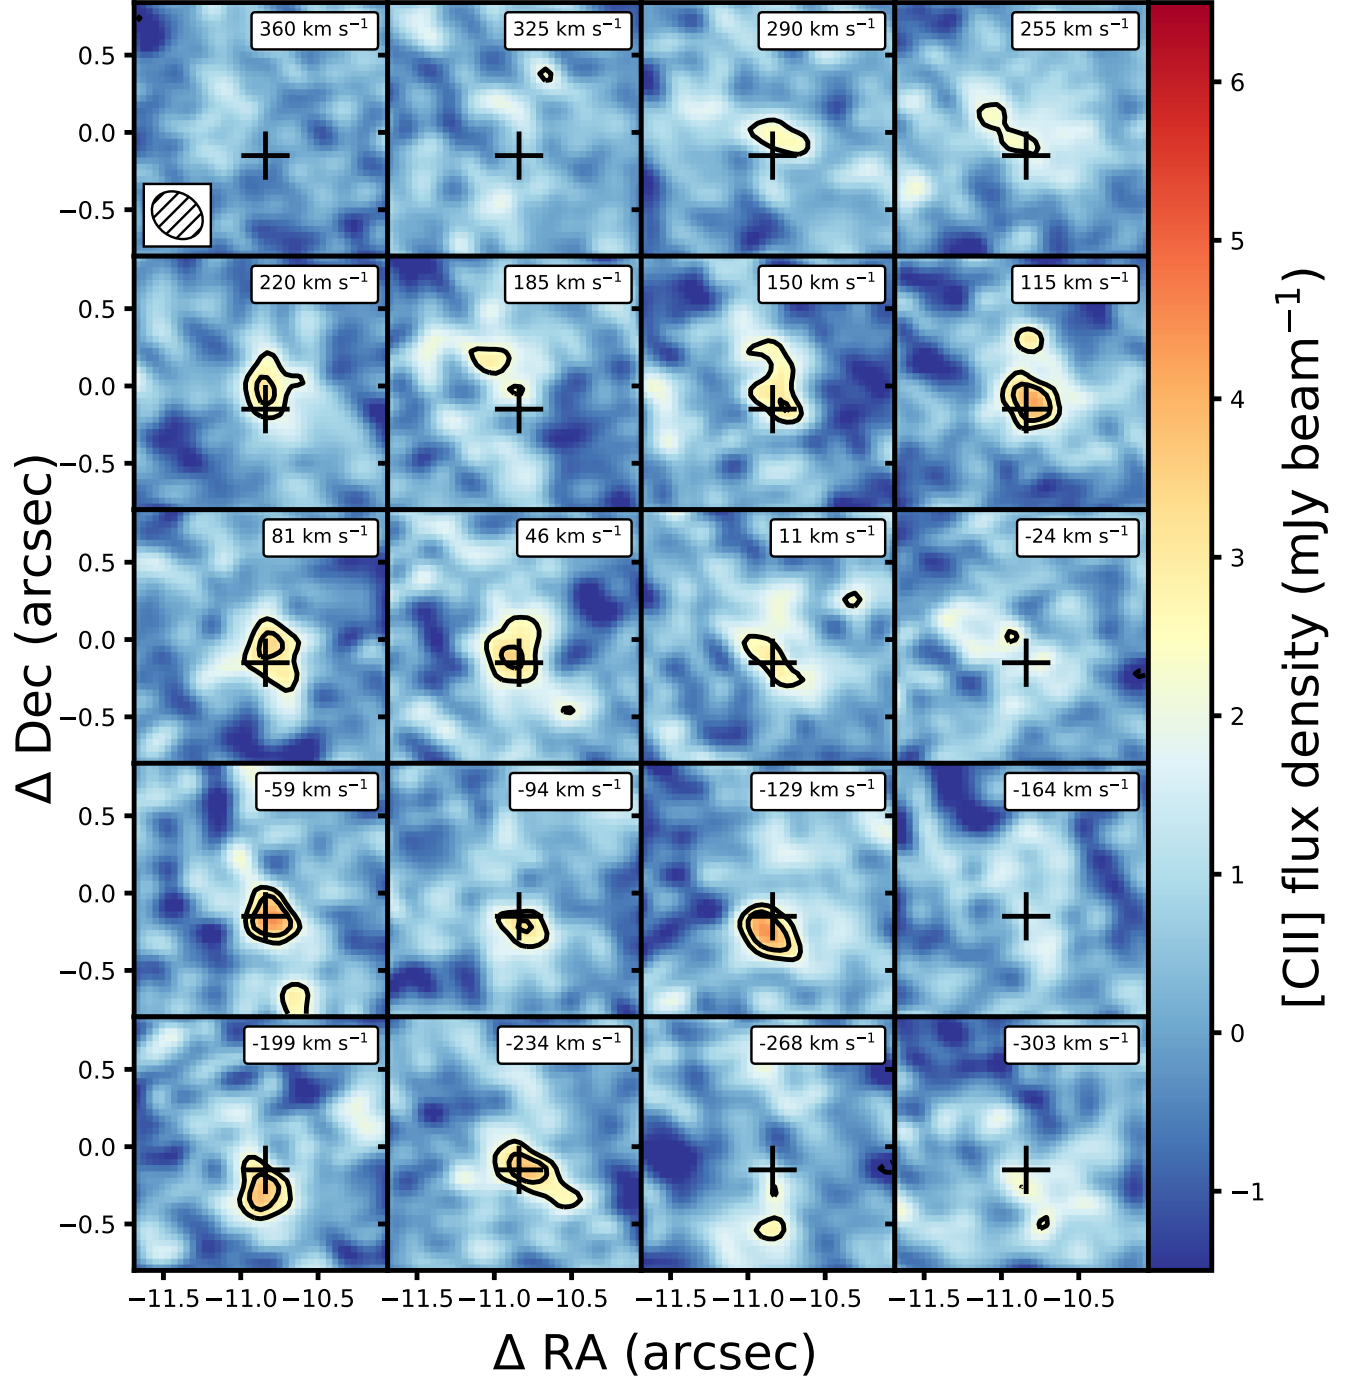 360 km s⁻¹ 325 km s⁻¹ 290 km s⁻¹ 255 km s⁻¹
0.5
0.0
−0.5
220 km s⁻¹ 185 km s⁻¹ 150 km s⁻¹ 115 km s⁻¹
0.5
0.0
−0.5
81 km s⁻¹ 46 km s⁻¹ 11 km s⁻¹ -24 km s⁻¹
0.5
0.0
−0.5
-59 km s⁻¹ -94 km s⁻¹ -129 km s⁻¹ -164 km s⁻¹
0.5
0.0
−0.5
-199 km s⁻¹ -234 km s⁻¹ -268 km s⁻¹ -303 km s⁻¹
0.5
0.0
−0.5
−11.5 −11.0 −10.5 −11.5 −11.0 −10.5 −11.5 −11.0 −10.5 −11.5 −11.0 −10.5
Δ RA (arcsec)
Δ Dec (arcsec)
6
5
4
3
2
1
0
−1
[CII] flux density (mJy beam⁻¹)